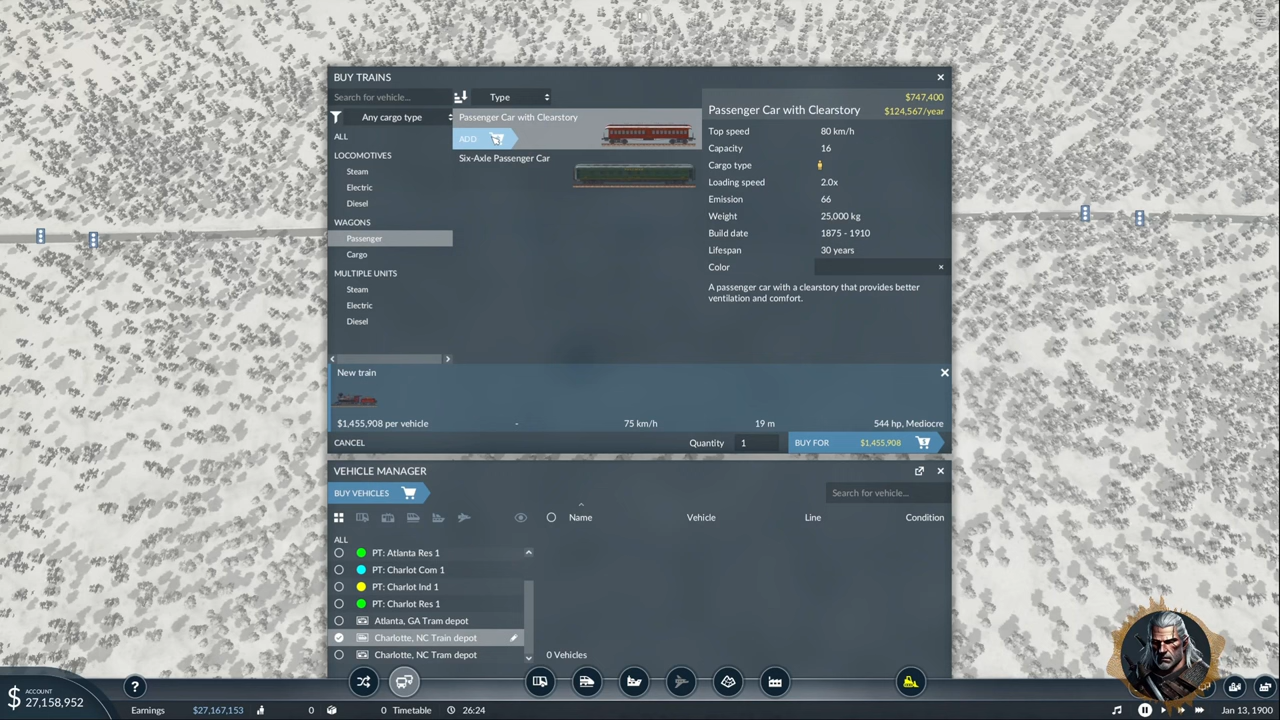 BUY TRAINS
Search for vehicle...
Type
Any cargo type
ALL
LOCOMOTIVES
Steam
Electric
Diesel
WAGONS
Passenger
Cargo
MULTIPLE UNITS
Steam
Electric
Diesel
Passenger Car with Clearstory
ADD
Six-Axle Passenger Car
$747,400
Passenger Car with Clearstory
$124,567/year
Top speed 80 km/h
Capacity 16
Cargo type
Loading speed 2.0x
Emission 66
Weight 25,000 kg
Build date 1875 - 1910
Lifespan 30 years
Color
A passenger car with a clearstory that provides better
ventilation and comfort.
New train
$1,455,908 per vehicle - 75 km/h 19 m 544 hp, Mediocre
CANCEL Quantity 1 BUY FOR $1,455,908
VEHICLE MANAGER
BUY VEHICLES
Search for vehicle...
Name Vehicle Line Condition
ALL
PT: Atlanta Res 1
PT: Charlot Com 1
PT: Charlot Ind 1
PT: Charlot Res 1
Atlanta, GA Tram depot
Charlotte, NC Train depot
Charlotte, NC Tram depot
0 Vehicles
$ ACCOUNT
27,158,952
?
Earnings $27,167,153 0 0 Timetable 26:24 Jan 13, 1900